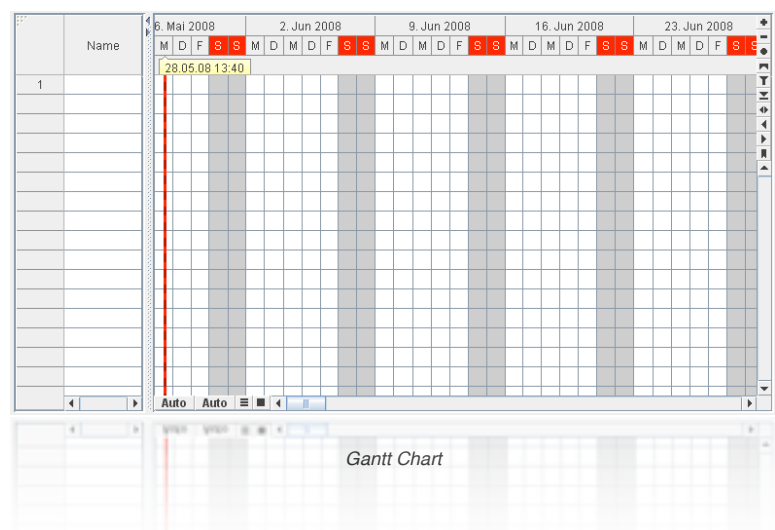 6. Mai 2008 2. Jun 2008 9. Jun 2008 16. Jun 2008 23. Jun 2008
Name
M D F S S M D M D F S S M D M D F S S M D M D F S S M D M D F S S
28.05.08 13:40
1
Auto Auto
Gantt Chart